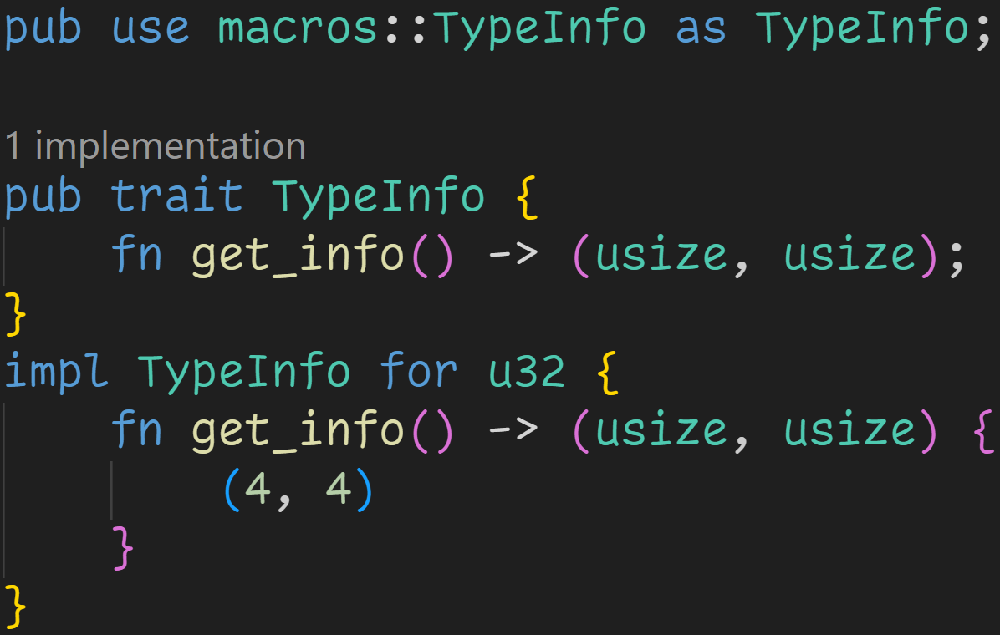 pub use macros::TypeInfo as TypeInfo;
1 implementation
pub trait TypeInfo {
fn get_info() -> (usize, usize);
}
impl TypeInfo for u32 {
fn get_info() -> (usize, usize) {
(4, 4)
}
}